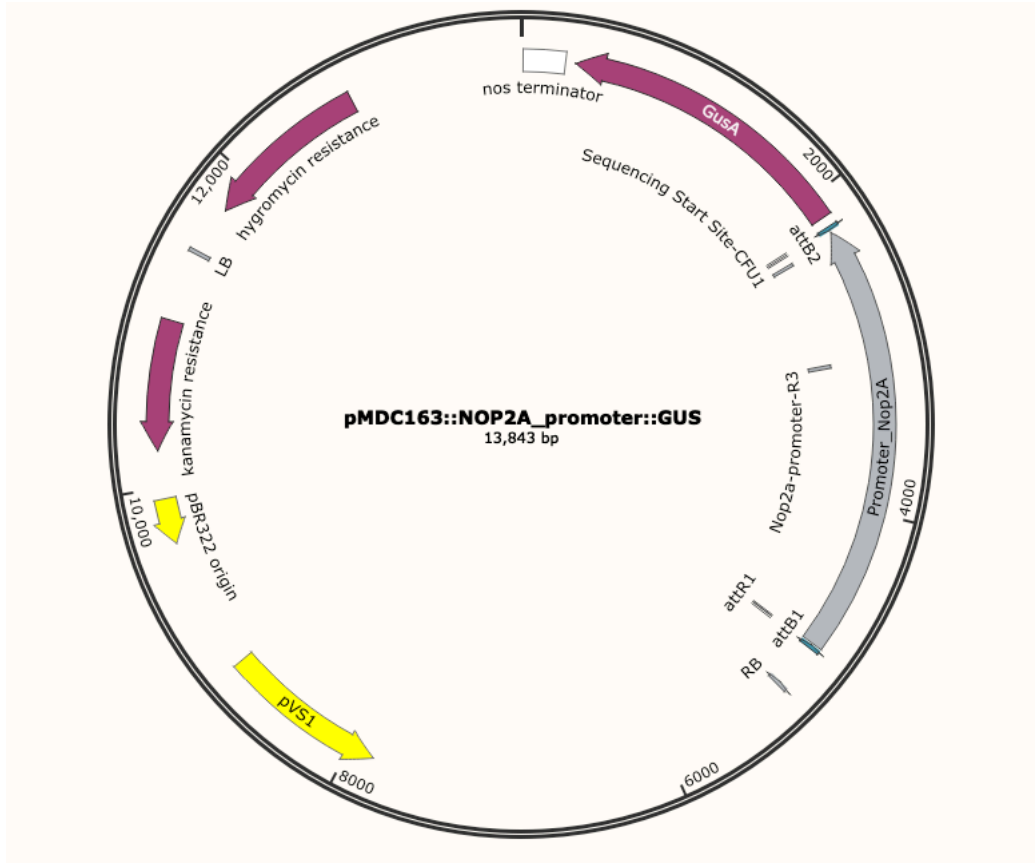 nos terminator
GusA
Sequencing Start Site-CFU1
2000
attB2
Nop2a-promoter-R3
Promoter_Nop2A
4000
attR1
attB1
RB
6000
8000
pVS1
pBR322 origin
10,000
kanamycin resistance
LB
12,000
hygromycin resistance
pMDC163::NOP2A_promoter::GUS
13,843 bp